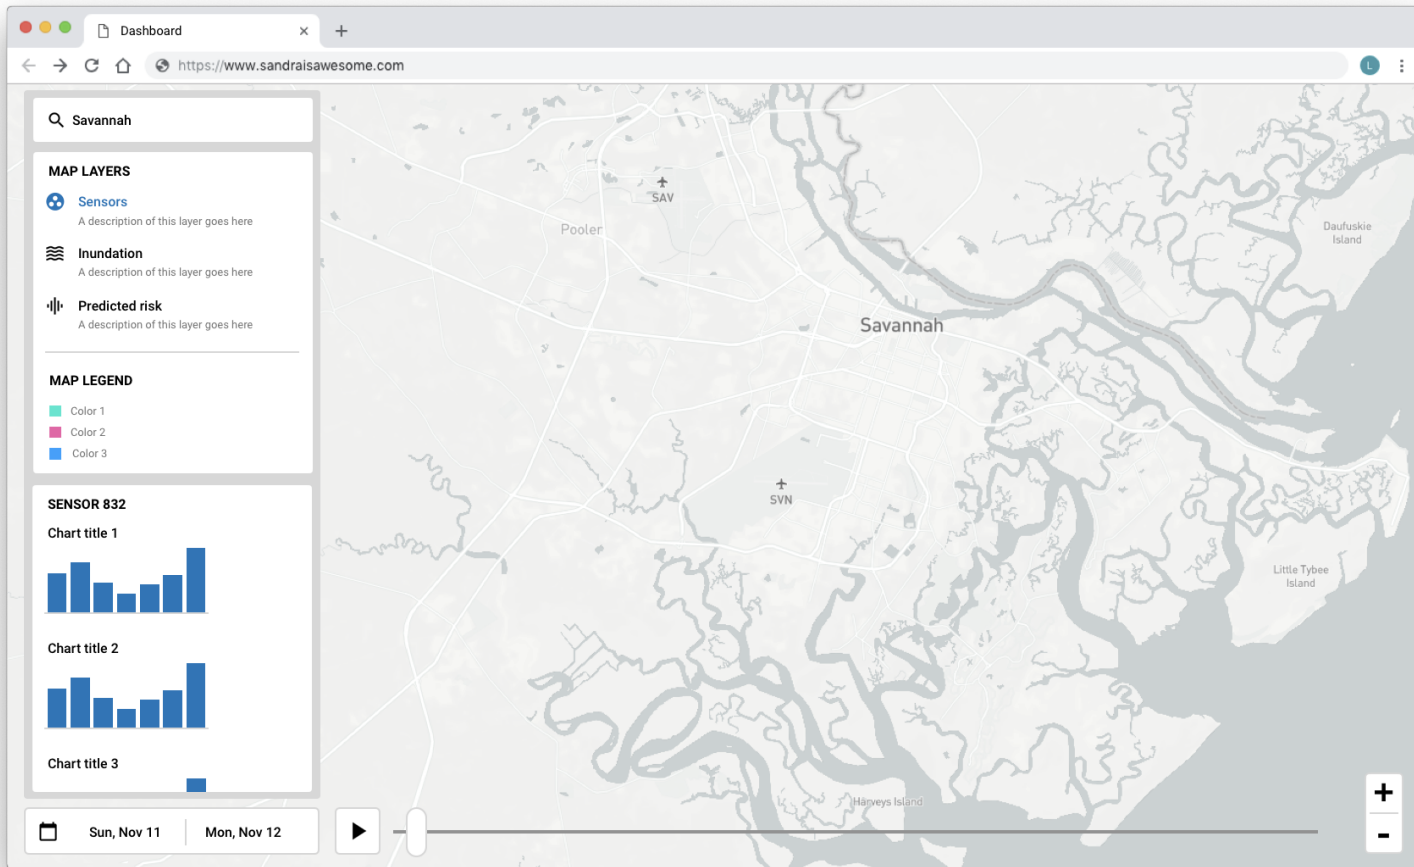 Dashboard
https://www.sandraisawesome.com
L
Savannah
MAP LAYERS
Sensors
A description of this layer goes here
Inundation
A description of this layer goes here
Predicted risk
A description of this layer goes here
MAP LEGEND
Color 1
Color 2
Color 3
SENSOR 832
Chart title 1
Chart title 2
Chart title 3
Sun, Nov 11
Mon, Nov 12
SAV
Pooler
Daufuskie
Island
Savannah
SVN
Little Tybee
Island
Harveys Island